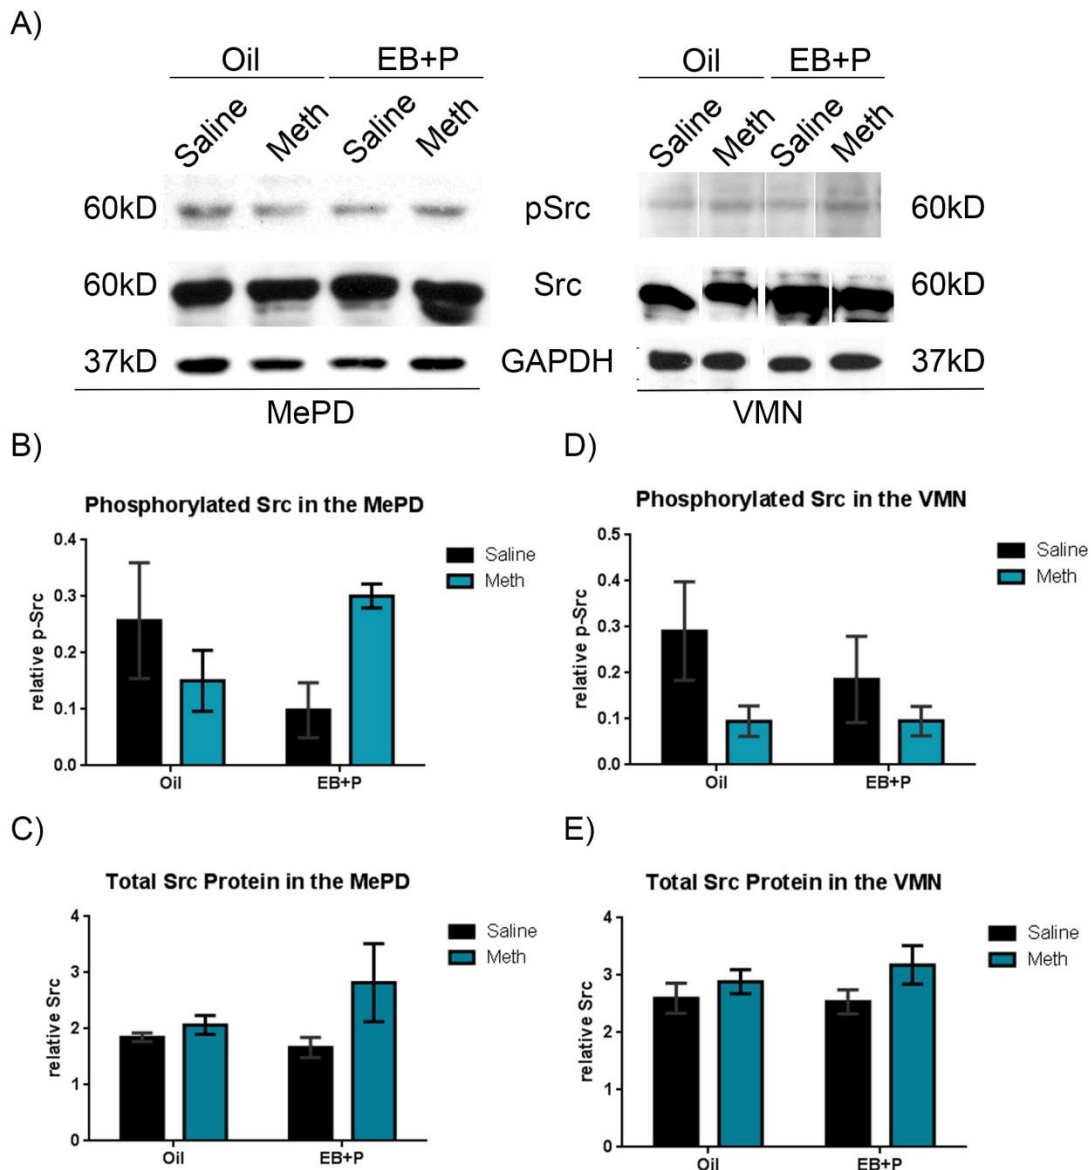 A)
Oil EB+P
Saline Meth Saline Meth
60kD
60kD
37kD
MePD
pSrc
Src
GAPDH
Oil EB+P
Saline Meth Saline Meth
60kD
60kD
37kD
VMN
B)
Phosphorylated Src in the MePD
relative p-Src
0.4
0.3
0.2
0.1
0.0
Oil EB+P
Saline
Meth
D)
Phosphorylated Src in the VMN
relative p-Src
0.5
0.4
0.3
0.2
0.1
0.0
Oil EB+P
Saline
Meth
C)
Total Src Protein in the MePD
relative Src
4
3
2
1
0
Oil EB+P
Saline
Meth
E)
Total Src Protein in the VMN
relative Src
4
3
2
1
0
Oil EB+P
Saline
Meth